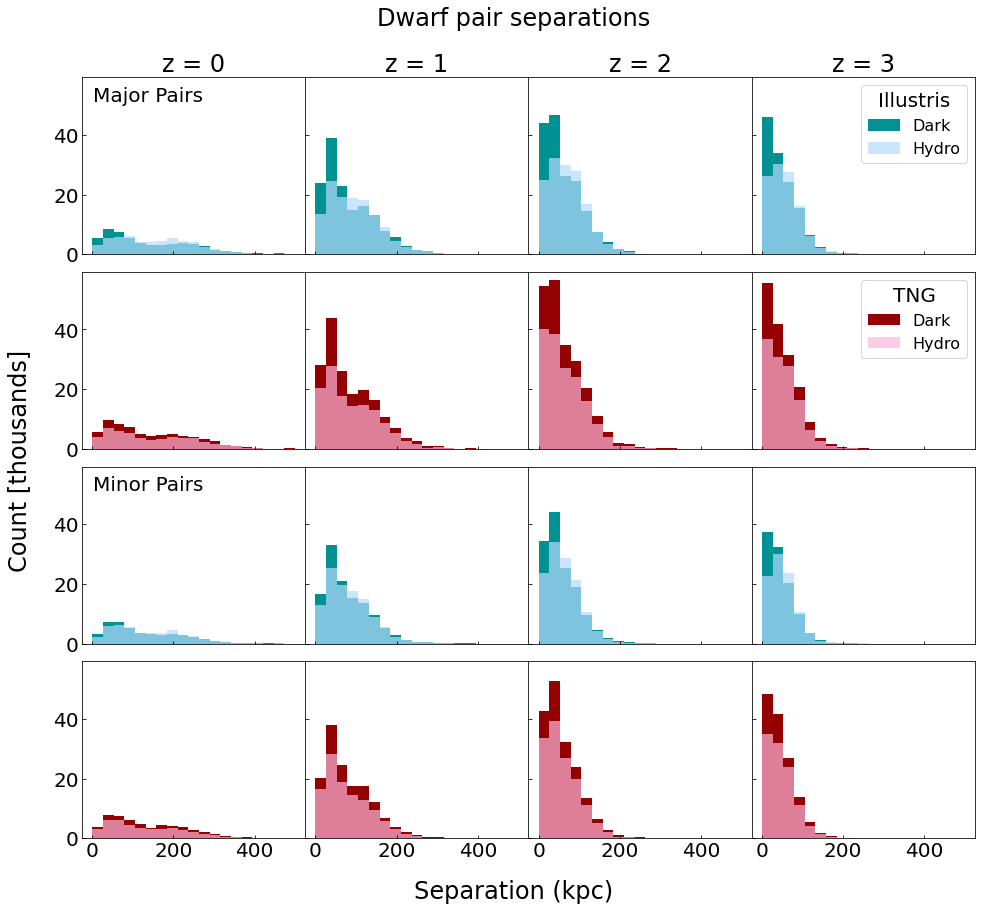 Dwarf pair separations
z = 0 z = 1 z = 2 z = 3
Major Pairs
Illustris
Dark
Hydro
40
20
0
TNG
Dark
Hydro
40
20
0
Count [thousands]
Minor Pairs
40
20
0
40
20
0
0 200 400 0 200 400 0 200 400 0 200 400
Separation (kpc)